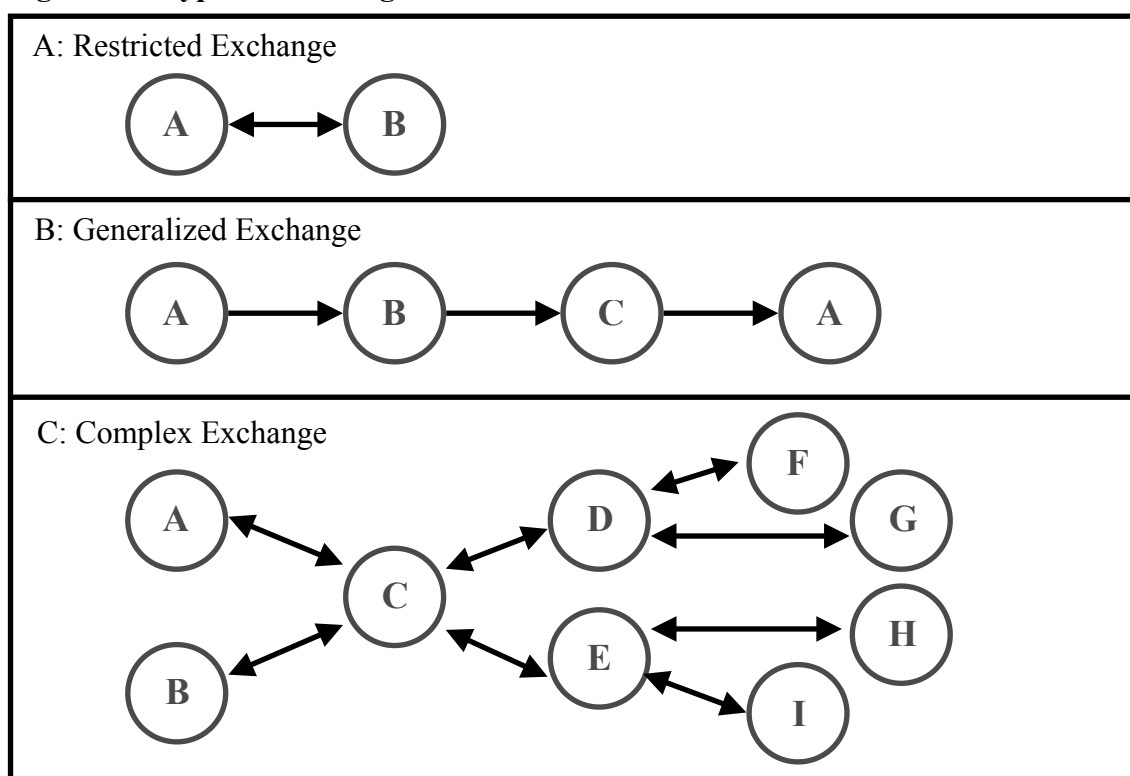 A: Restricted Exchange
A B
B: Generalized Exchange
A B C A
C: Complex Exchange
F
A D G
C
E H
B I